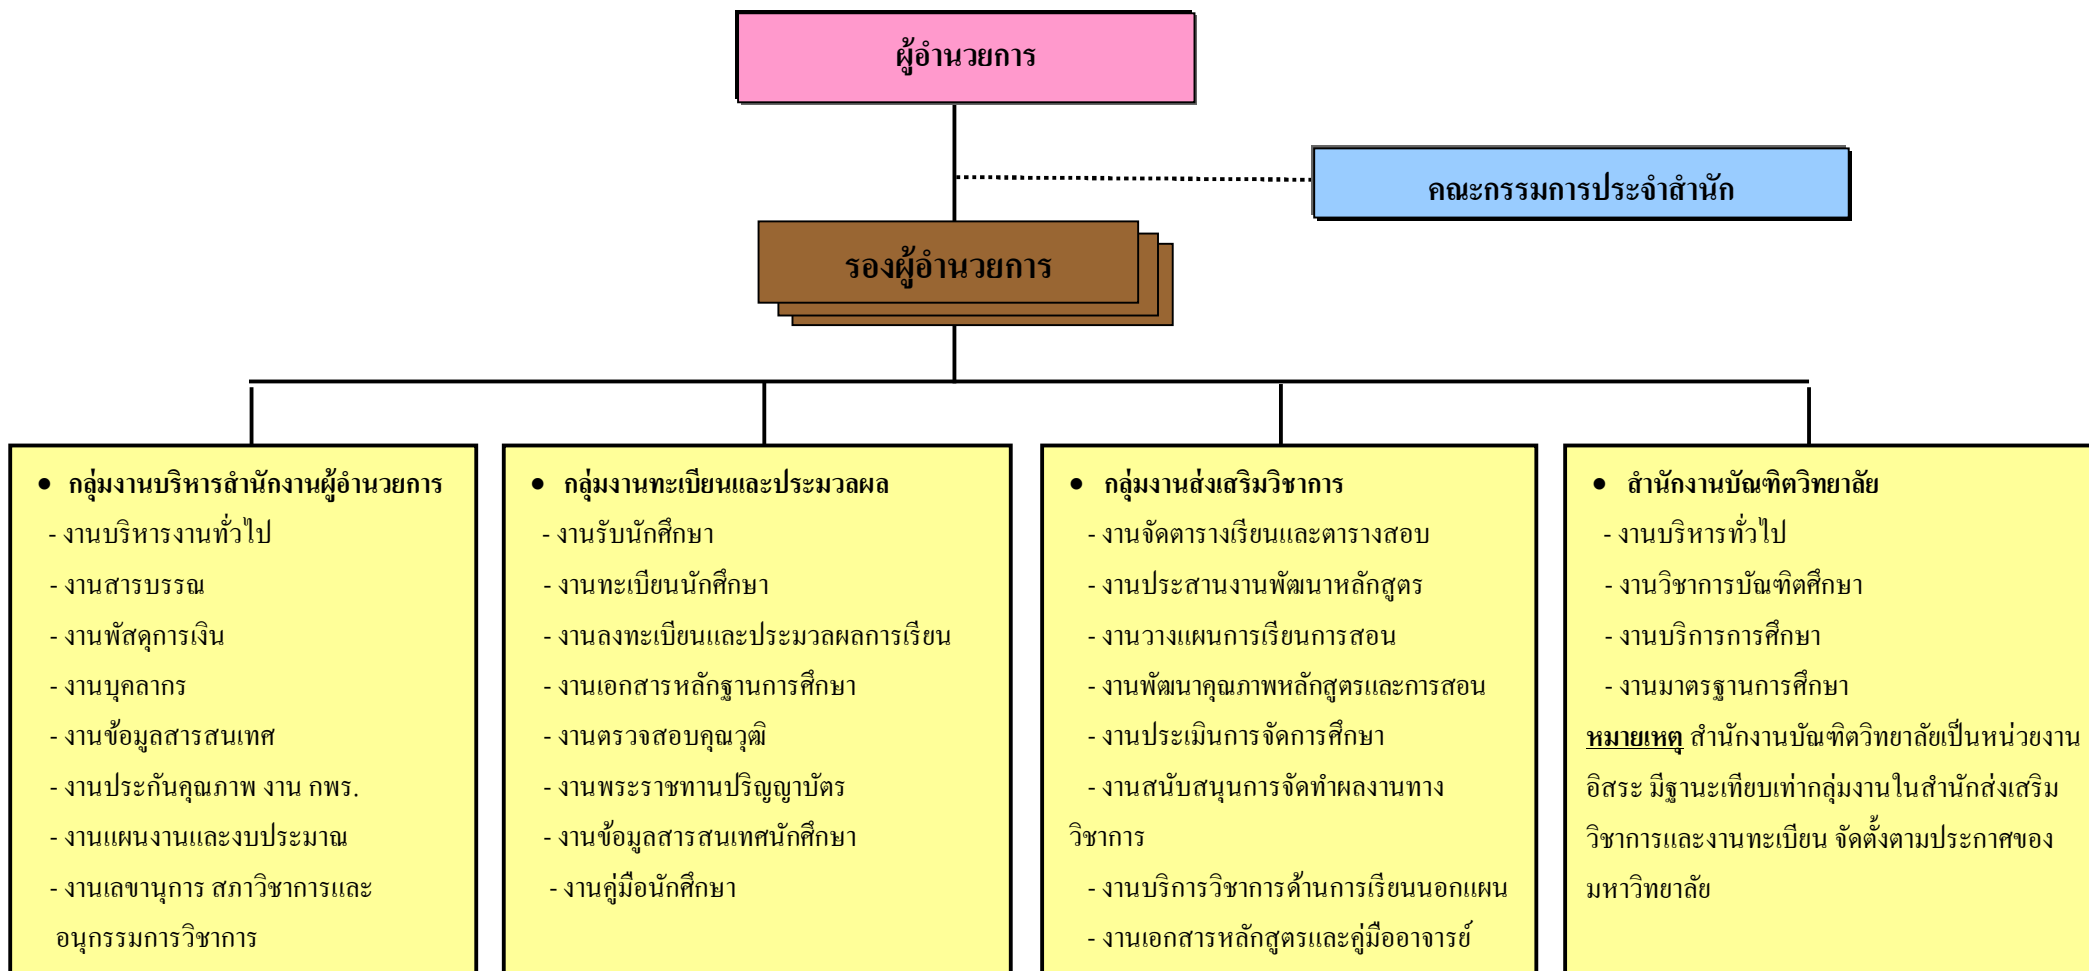 ผู้อำนวยการ
คณะกรรมการประจำสำนัก
รองผู้อำนวยการ
• กลุ่มงานบริหารสำนักงานผู้อำนวยการ
- งานบริหารงานทั่วไป
- งานสารบรรณ
- งานพัสดุการเงิน
- งานบุคลากร
- งานข้อมูลสารสนเทศ
- งานประกันคุณภาพ งาน กพร.
- งานแผนงานและงบประมาณ
- งานเลขานุการ สภาวิชาการและ
อนุกรรมการวิชาการ
• กลุ่มงานทะเบียนและประมวลผล
- งานรับนักศึกษา
- งานทะเบียนนักศึกษา
- งานลงทะเบียนและประมวลผลการเรียน
- งานเอกสารหลักฐานการศึกษา
- งานตรวจสอบคุณวุฒิ
- งานพระราชทานปริญญาบัตร
- งานข้อมูลสารสนเทศนักศึกษา
- งานคู่มือนักศึกษา
• กลุ่มงานส่งเสริมวิชาการ
- งานจัดตารางเรียนและตารางสอบ
- งานประสานงานพัฒนาหลักสูตร
- งานวางแผนการเรียนการสอน
- งานพัฒนาคุณภาพหลักสูตรและการสอน
- งานประเมินการจัดการศึกษา
- งานสนับสนุนการจัดทำผลงานทาง
วิชาการ
- งานบริการวิชาการด้านการเรียนนอกแผน
- งานเอกสารหลักสูตรและคู่มืออาจารย์
• สำนักงานบัณฑิตวิทยาลัย
- งานบริหารทั่วไป
- งานวิชาการบัณฑิตศึกษา
- งานบริการการศึกษา
- งานมาตรฐานการศึกษา
หมายเหตุ สำนักงานบัณฑิตวิทยาลัยเป็นหน่วยงาน
อิสระ มีฐานะเทียบเท่ากลุ่มงานในสำนักส่งเสริม
วิชาการและงานทะเบียน จัดตั้งตามประกาศของ
มหาวิทยาลัย